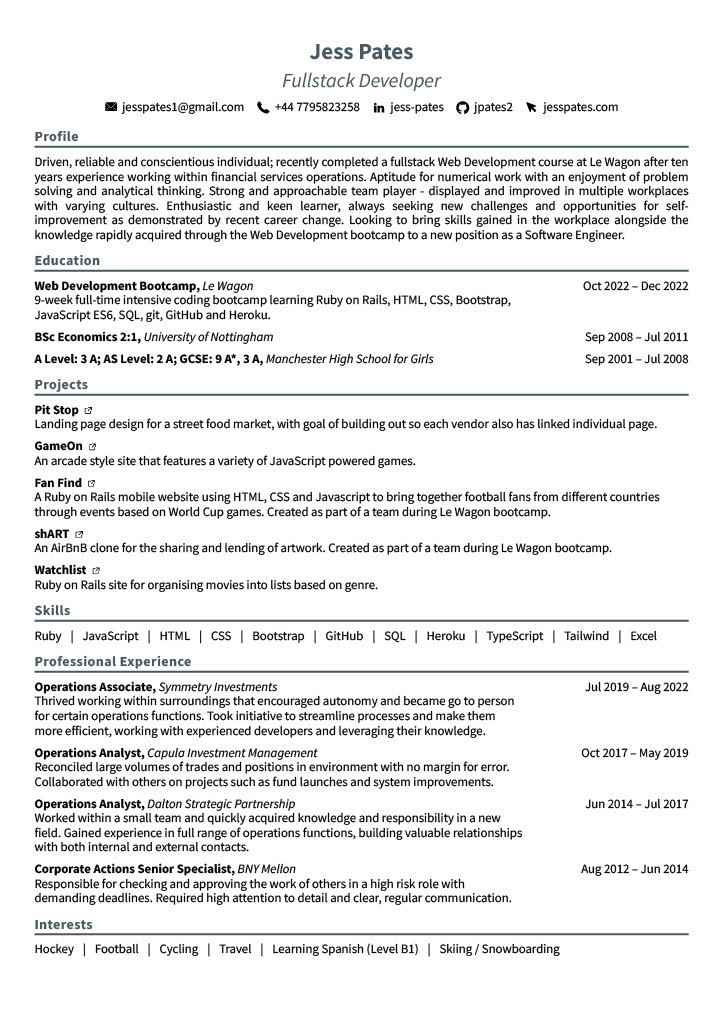 Jess Pates
Fullstack Developer
jesspates1@gmail.com +44 7795823258 jess-pates jpates2 jesspates.com
Profile
Driven, reliable and conscientious individual; recently completed a fullstack Web Development course at Le Wagon after ten
years experience working within financial services operations. Aptitude for numerical work with an enjoyment of problem
solving and analytical thinking. Strong and approachable team player - displayed and improved in multiple workplaces
with varying cultures. Enthusiastic and keen learner, always seeking new challenges and opportunities for self-
improvement as demonstrated by recent career change. Looking to bring skills gained in the workplace alongside the
knowledge rapidly acquired through the Web Development bootcamp to a new position as a Software Engineer.
Education
Web Development Bootcamp, Le Wagon Oct 2022 – Dec 2022
9-week full-time intensive coding bootcamp learning Ruby on Rails, HTML, CSS, Bootstrap,
JavaScript ES6, SQL, git, GitHub and Heroku.
BSc Economics 2:1, University of Nottingham Sep 2008 – Jul 2011
A Level: 3 A; AS Level: 2 A; GCSE: 9 A*, 3 A, Manchester High School for Girls Sep 2001 – Jul 2008
Projects
Pit Stop
Landing page design for a street food market, with goal of building out so each vendor also has linked individual page.
GameOn
An arcade style site that features a variety of JavaScript powered games.
Fan Find
A Ruby on Rails mobile website using HTML, CSS and Javascript to bring together football fans from different countries
through events based on World Cup games. Created as part of a team during Le Wagon bootcamp.
shART
An AirBnB clone for the sharing and lending of artwork. Created as part of a team during Le Wagon bootcamp.
Watchlist
Ruby on Rails site for organising movies into lists based on genre.
Skills
Ruby | JavaScript | HTML | CSS | Bootstrap | GitHub | SQL | Heroku | TypeScript | Tailwind | Excel
Professional Experience
Operations Associate, Symmetry Investments Jul 2019 – Aug 2022
Thrived working within surroundings that encouraged autonomy and became go to person
for certain operations functions. Took initiative to streamline processes and make them
more efficient, working with experienced developers and leveraging their knowledge.
Operations Analyst, Capula Investment Management Oct 2017 – May 2019
Reconciled large volumes of trades and positions in environment with no margin for error.
Collaborated with others on projects such as fund launches and system improvements.
Operations Analyst, Dalton Strategic Partnership Jun 2014 – Jul 2017
Worked within a small team and quickly acquired knowledge and responsibility in a new
field. Gained experience in full range of operations functions, building valuable relationships
with both internal and external contacts.
Corporate Actions Senior Specialist, BNY Mellon Aug 2012 – Jun 2014
Responsible for checking and approving the work of others in a high risk role with
demanding deadlines. Required high attention to detail and clear, regular communication.
Interests
Hockey | Football | Cycling | Travel | Learning Spanish (Level B1) | Skiing / Snowboarding